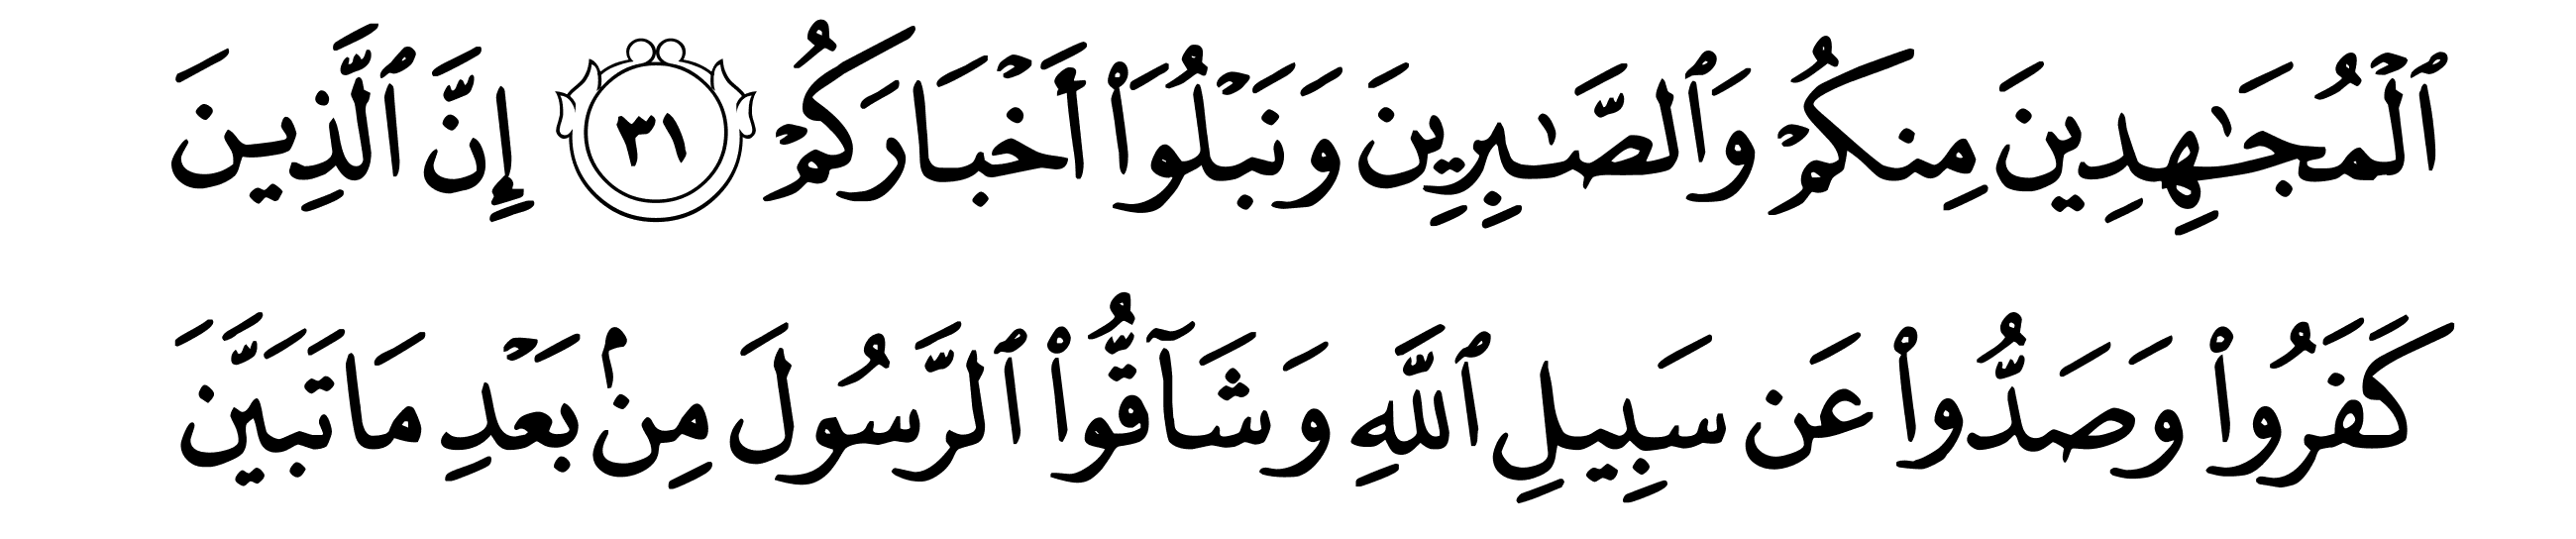 ٱلۡمُجَٰهِدِينَ مِنكُمۡ وَٱلصَّٰبِرِينَ وَنَبۡلُوَاْ أَخۡبَارَكُمۡ ٣١ إِنَّ ٱلَّذِينَ
كَفَرُواْ وَصَدُّواْ عَن سَبِيلِ ٱللَّهِ وَشَآقُّواْ ٱلرَّسُولَ مِنۢ بَعۡدِ مَا تَبَيَّنَ